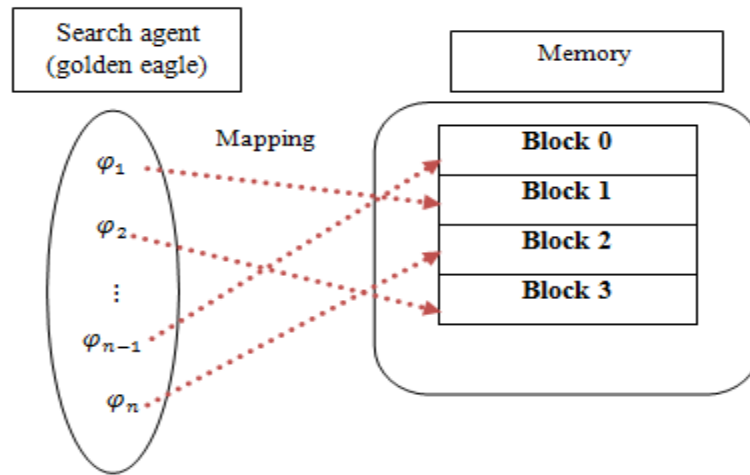 Search agent
(golden eagle)
Memory
Mapping
φ₁
φ₂
⋮
φₙ₋₁
φₙ
Block 0
Block 1
Block 2
Block 3